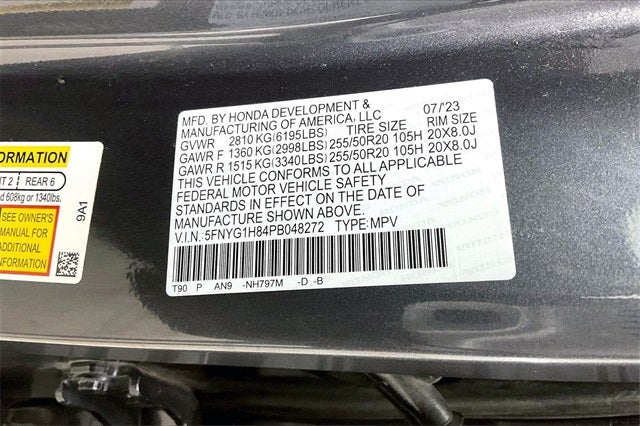 MFD. BY HONDA DEVELOPMENT & 07/'23
MANUFACTURING OF AMERICA, LLC
GVWR 2810 KG(6195LBS) TIRE SIZE RIM SIZE
GAWR F 1360 KG(2998LBS) 255/50R20 105H 20X8.0J
GAWR R 1515 KG(3340LBS) 255/50R20 105H 20X8.0J
THIS VEHICLE CONFORMS TO ALL APPLICABLE
FEDERAL MOTOR VEHICLE SAFETY
STANDARDS IN EFFECT ON THE DATE OF
MANUFACTURE SHOWN ABOVE.
V.I.N.:5FNYG1H84PB048272 TYPE:MPV
T90 P AN9 -NH797M -D -B
FORMATION
2 REAR 6
608kg or 1340lbs.
SEE OWNER'S
MANUAL FOR
ADDITIONAL
INFORMATION
9A1